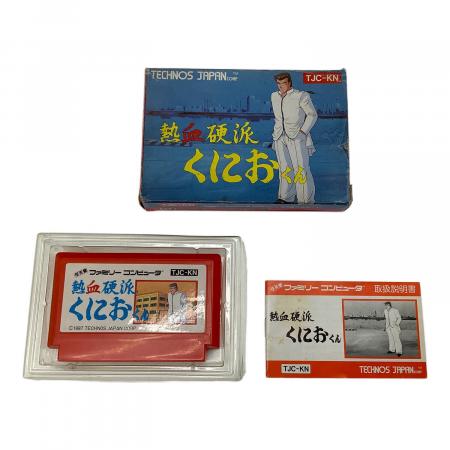 TECHNOS JAPAN™ CORP
TJC-KN
熱血硬派
くにおくん
ファミリー コンピュータ
TJC-KN
熱血硬派
くにおくん
©1987 TECHNOS JAPAN CORP
ファミリー コンピュータ
取扱説明書
熱血硬派
くにおくん
TJC-KN
TECHNOS JAPAN